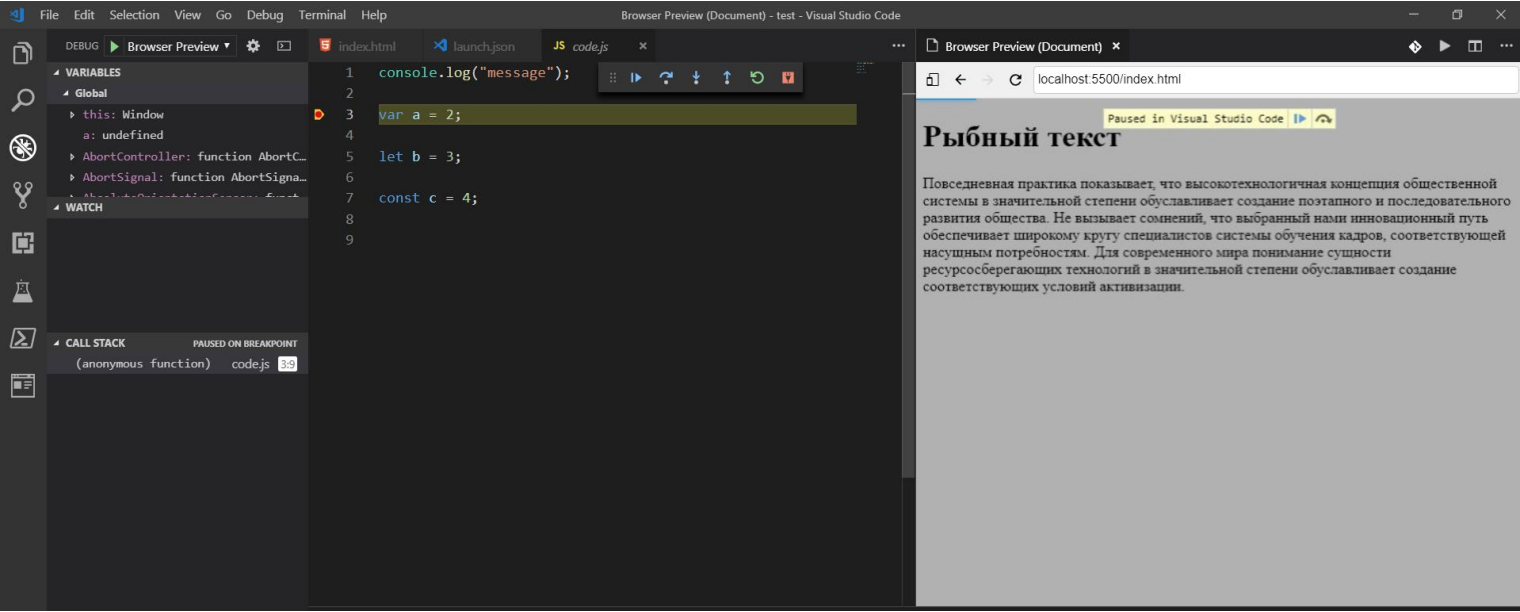 File Edit Selection View Go Debug Terminal Help
Browser Preview (Document) - test - Visual Studio Code
DEBUG Browser Preview
index.html
launch.json
JS code.js
Browser Preview (Document)
VARIABLES
Global
this: Window
a: undefined
AbortController: function AbortC…
AbortSignal: function AbortSigna…
WATCH
CALL STACK PAUSED ON BREAKPOINT
(anonymous function) code.js 3:9
1 console.log("message");
2
3 var a = 2;
4
5 let b = 3;
6
7 const c = 4;
8
9
localhost:5500/index.html
Paused in Visual Studio Code
Рыбный текст
Повседневная практика показывает, что высокотехнологичная концепция общественной
системы в значительной степени обуславливает создание поэтапного и последовательного
развития общества. Не вызывает сомнений, что выбранный нами инновационный путь
обеспечивает широкому кругу специалистов системы обучения кадров, соответствующей
насущным потребностям. Для современного мира понимание сущности
ресурсосберегающих технологий в значительной степени обуславливает создание
соответствующих условий активизации.